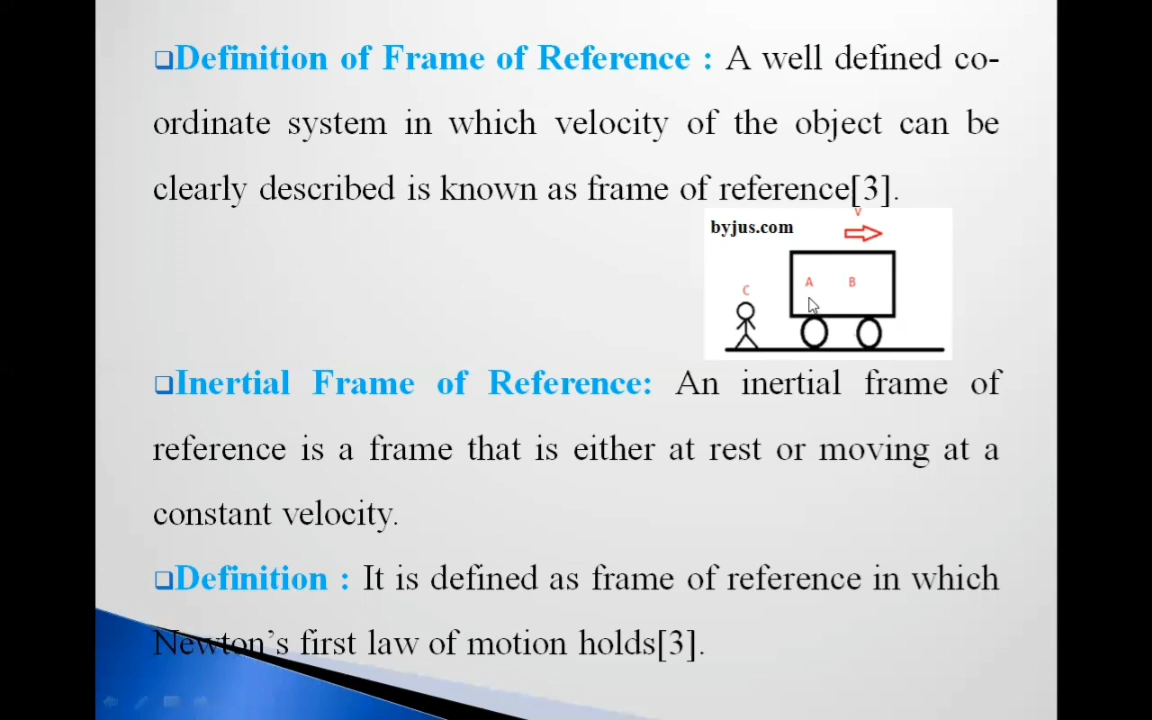 Definition of Frame of Reference : A well defined co-
ordinate system in which velocity of the object can be
clearly described is known as frame of reference[3].
V
byjus.com
A B
C
Inertial Frame of Reference: An inertial frame of
reference is a frame that is either at rest or moving at a
constant velocity.
Definition : It is defined as frame of reference in which
Newton’s first law of motion holds[3].